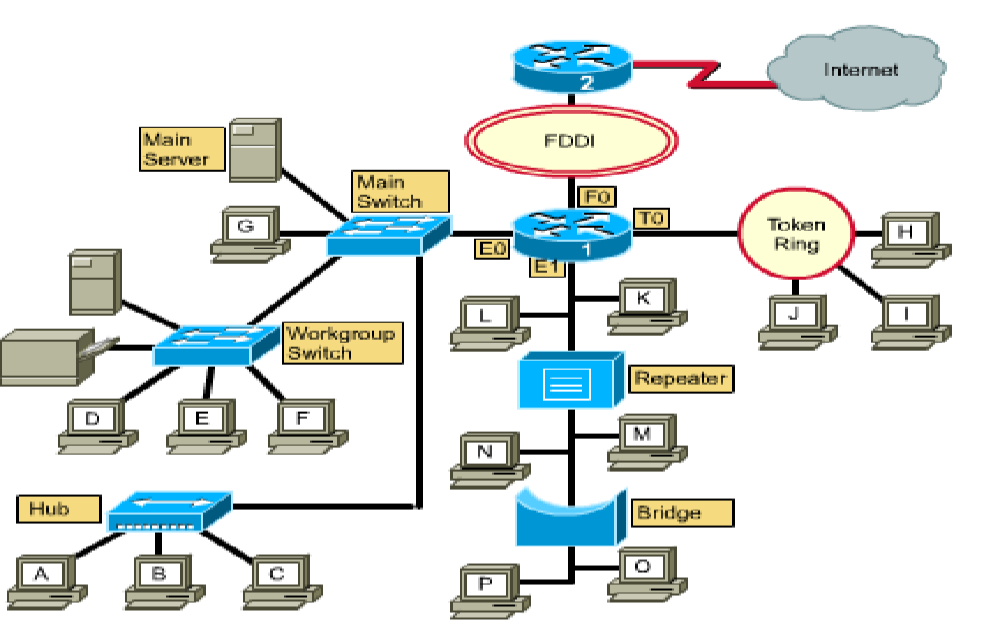 2
Internet
FDDI
Main
Server
Main
Switch
F0
T0
G
E0
1
E1
Token
Ring
H
K
L
J
I
Workgroup
Switch
Repeater
D
E
F
N
M
Hub
Bridge
A
B
C
P
O